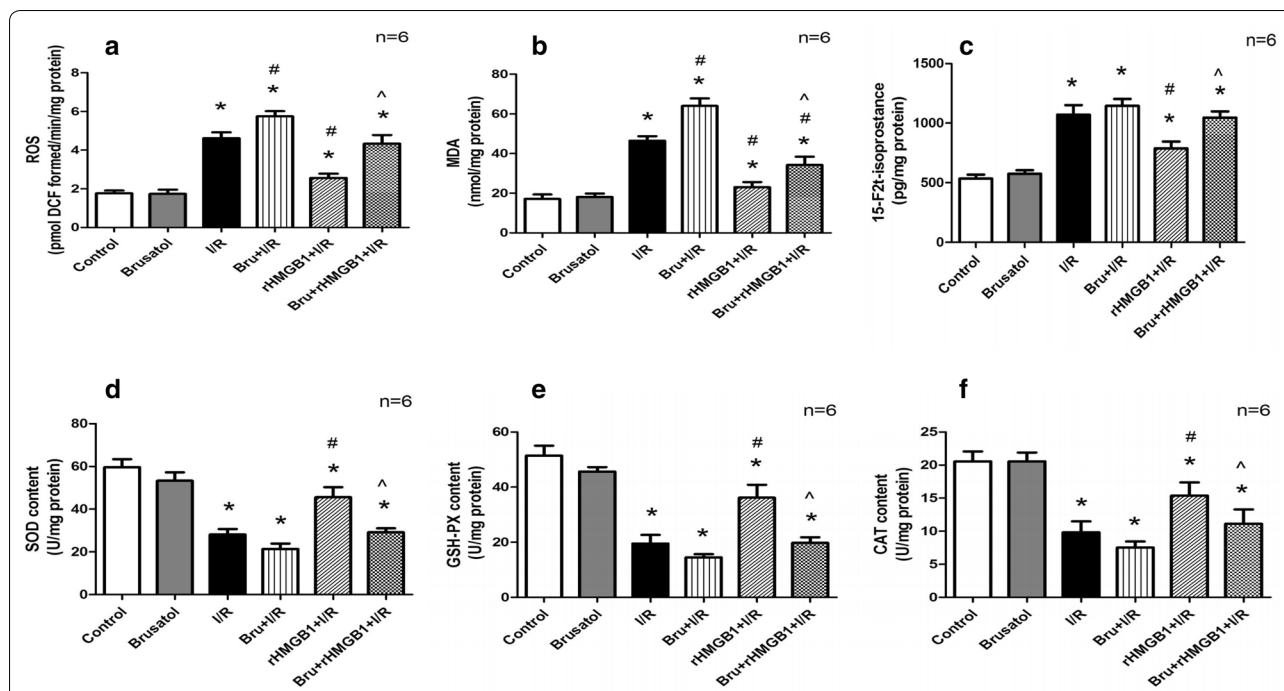 a
n=6
ROS
(pmol DCF formed/min/mg protein)
8
6
4
2
0
*
#
*
#
*
^
*
Control
Brusatol
I/R
Bru+I/R
rHMGB1+I/R
Bru+rHMGB1+I/R
b
n=6
MDA
(nmol/mg protein)
80
60
40
20
0
*
#
*
#
*
^
#
*
Control
Brusatol
I/R
Bru+I/R
rHMGB1+I/R
Bru+rHMGB1+I/R
c
n=6
15-F2t-isoprostance
(pg/mg protein)
1500
1000
500
0
*
*
#
*
^
*
Control
Brusatol
I/R
Bru+I/R
rHMGB1+I/R
Bru+rHMGB1+I/R
d
n=6
SOD content
(U/mg protein)
80
60
40
20
0
*
*
#
*
^
*
Control
Brusatol
I/R
Bru+I/R
rHMGB1+I/R
Bru+rHMGB1+I/R
e
n=6
GSH-PX content
(U/mg protein)
60
40
20
0
*
*
#
*
^
*
Control
Brusatol
I/R
Bru+I/R
rHMGB1+I/R
Bru+rHMGB1+I/R
f
n=6
CAT content
(U/mg protein)
25
20
15
10
5
0
*
*
#
*
^
*
Control
Brusatol
I/R
Bru+I/R
rHMGB1+I/R
Bru+rHMGB1+I/R